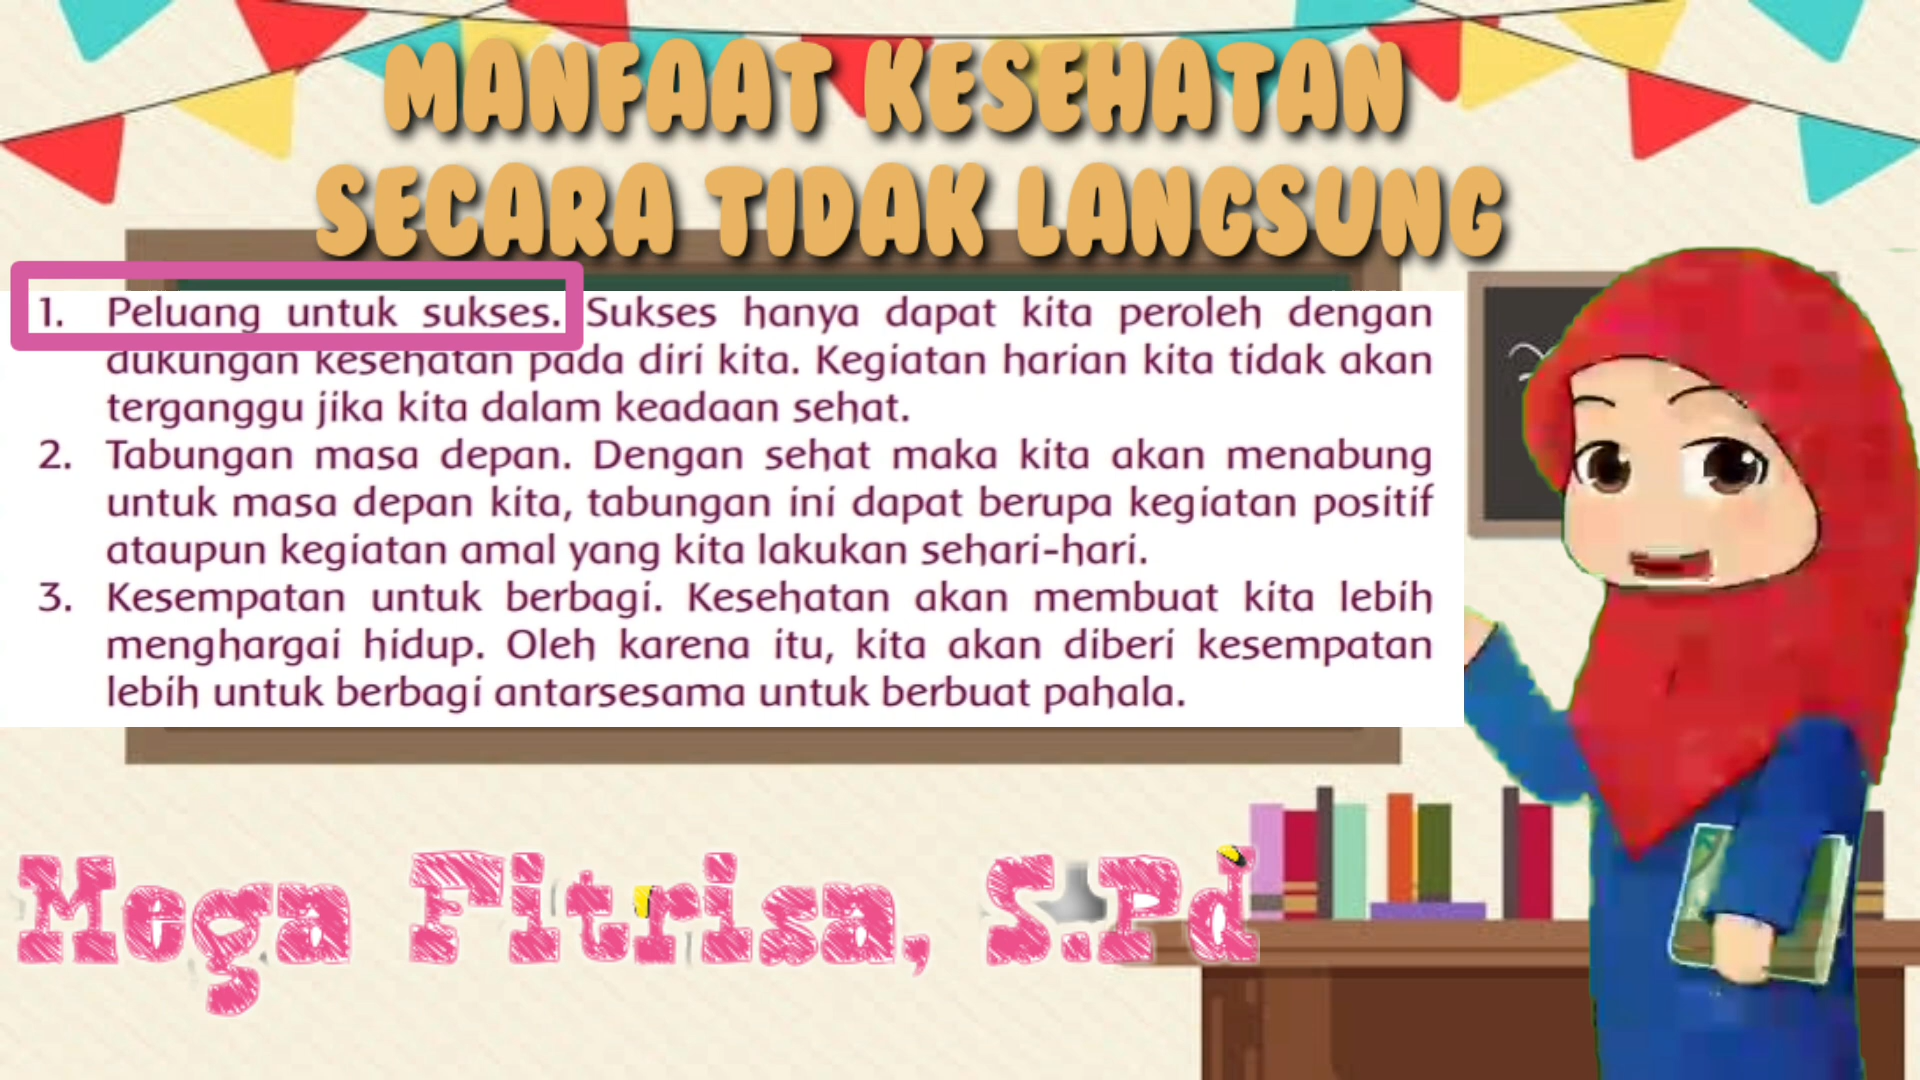 MANFAAT KESEHATAN
SECARA TIDAK LANGSUNG
1. Peluang untuk sukses. Sukses hanya dapat kita peroleh dengan
dukungan kesehatan pada diri kita. Kegiatan harian kita tidak akan
terganggu jika kita dalam keadaan sehat.
2. Tabungan masa depan. Dengan sehat maka kita akan menabung
untuk masa depan kita, tabungan ini dapat berupa kegiatan positif
ataupun kegiatan amal yang kita lakukan sehari-hari.
3. Kesempatan untuk berbagi. Kesehatan akan membuat kita lebih
menghargai hidup. Oleh karena itu, kita akan diberi kesempatan
lebih untuk berbagi antarsesama untuk berbuat pahala.
Mega Fitrisa, S.Pd